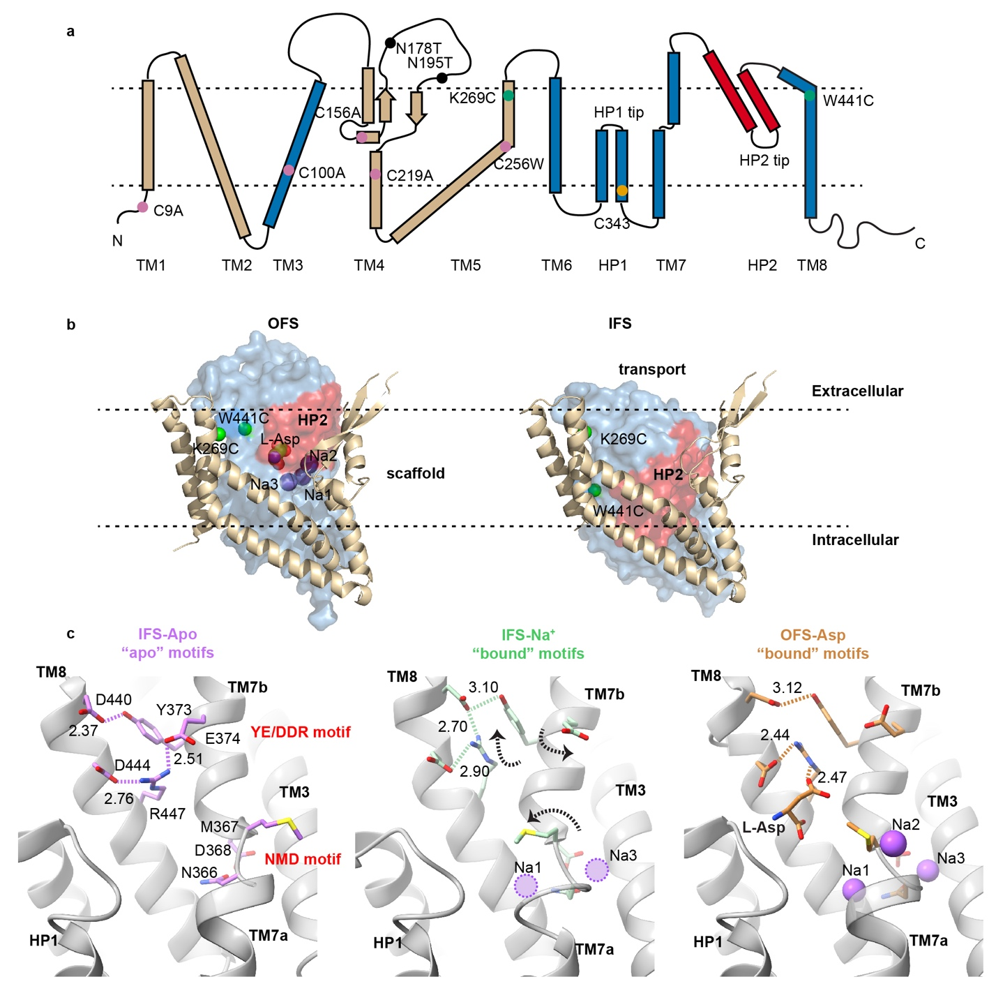 a
N178T
N195T
C156A
K269C
HP1 tip
W441C
C100A
C219A
C256W
HP2 tip
C9A
C343
N
C
TM1 TM2 TM3 TM4 TM5 TM6 HP1 TM7 HP2 TM8
b
OFS
IFS
transport
Extracellular
W441C
HP2
K269C
L-Asp
Na2
Na3
Na1
scaffold
K269C
HP2
W441C
Intracellular
c
IFS-Apo
“apo” motifs
TM8
D440
TM7b
Y373
2.37
YE/DDR motif
E374
D444
2.51
2.76
R447
TM3
M367
D368
NMD motif
N366
HP1
TM7a
IFS-Na⁺
“bound” motifs
TM8
3.10
TM7b
2.70
2.90
TM3
Na3
Na1
HP1
TM7a
OFS-Asp
“bound” motifs
TM8
3.12
TM7b
2.44
2.47
TM3
L-Asp
Na2
Na3
Na1
HP1
TM7a